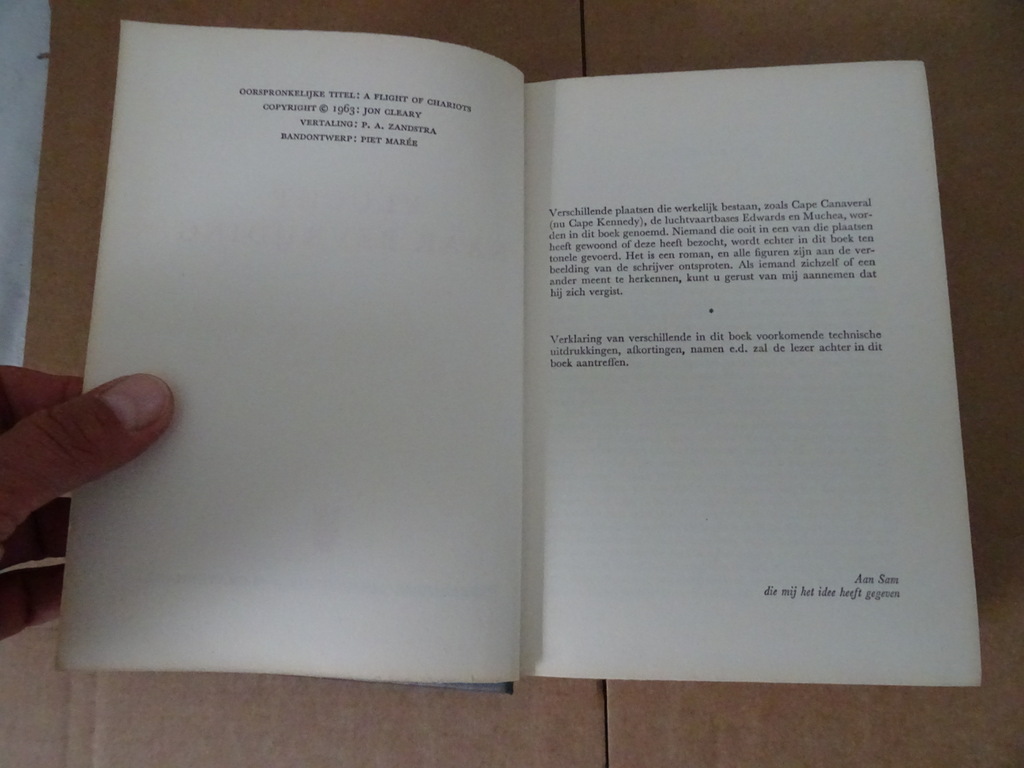 OORSPRONKELIJKE TITEL: A FLIGHT OF CHARIOTS
COPYRIGHT © 1963: JON CLEARY
VERTALING: P. A. ZANDSTRA
BANDONTWERP: PIET MARÉE
Verschillende plaatsen die werkelijk bestaan, zoals Cape Canaveral
(nu Cape Kennedy), de luchtvaartbases Edwards en Muchea, wor-
den in dit boek genoemd. Niemand die ooit in een van die plaatsen
heeft gewoond of deze heeft bezocht, wordt echter in dit boek ten
tonele gevoerd. Het is een roman, en alle figuren zijn aan de ver-
beelding van de schrijver ontsproten. Als iemand zichzelf of een
ander meent te herkennen, kunt u gerust van mij aannemen dat
hij zich vergist.
•
Verklaring van verschillende in dit boek voorkomende technische
uitdrukkingen, afkortingen, namen e.d. zal de lezer achter in dit
boek aantreffen.
Aan Sam
die mij het idee heeft gegeven